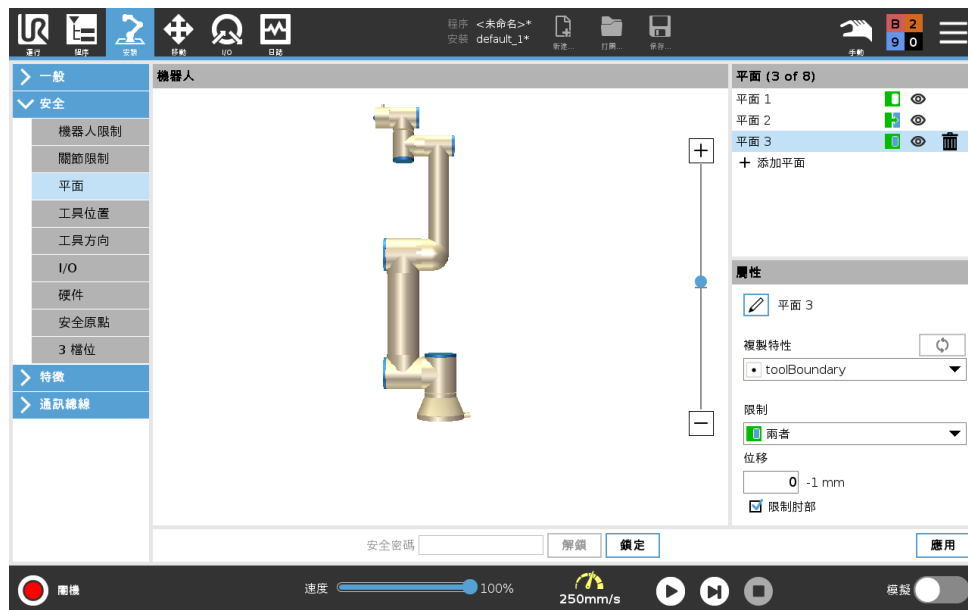 程序 <未命名>*
安裝 default_1*
運行 I/O 程序 安裝 移動 I/O 日誌
新建... 打開... 保存...
手動
B 2
9 0
一般
安全
機器人限制
關節限制
平面
工具位置
工具方向
I/O
硬件
安全原點
3 檔位
特徵
通訊總線
機器人
平面 (3 of 8)
平面 1
平面 2
平面 3
+ 添加平面
屬性
平面 3
複製特性
toolBoundary
限制
兩者
位移
0 -1 mm
限制肘部
安全密碼 解鎖 鎖定
應用
關機
速度 100%
250mm/s
模擬